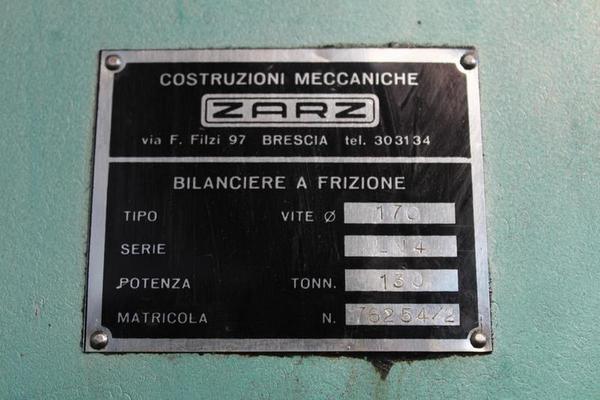 COSTRUZIONI MECCANICHE
ZARZ
via F. Filzi 97 BRESCIA tel. 303134
BILANCIERE A FRIZIONE
TIPO VITE Ø 170
SERIE
POTENZA TONN. 130
MATRICOLA N. 76254/2